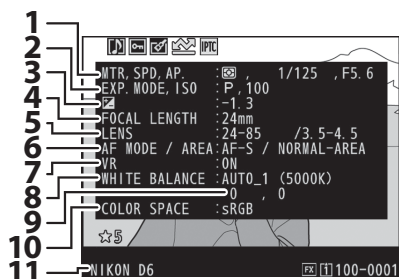 1
2
3
4
5
6
7
8
9
10
11
IPTC
MTR, SPD, AP. : , 1/125 , F5. 6
EXP. MODE, ISO : P , 100
: -1. 3
FOCAL LENGTH : 24mm
LENS : 24-85 /3. 5-4. 5
AF MODE / AREA : AF-S / NORMAL-AREA
VR : ON
WHITE BALANCE : AUTO_1 (5000K)
: 0 , 0
COLOR SPACE : sRGB
☆5
NIKON D6 FX 1 100-0001